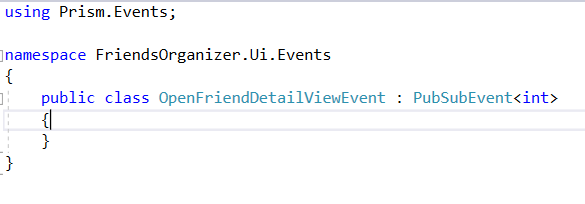 using Prism.Events;
namespace FriendsOrganizer.Ui.Events
{
public class OpenFriendDetailViewEvent : PubSubEvent<int>
{
}
}